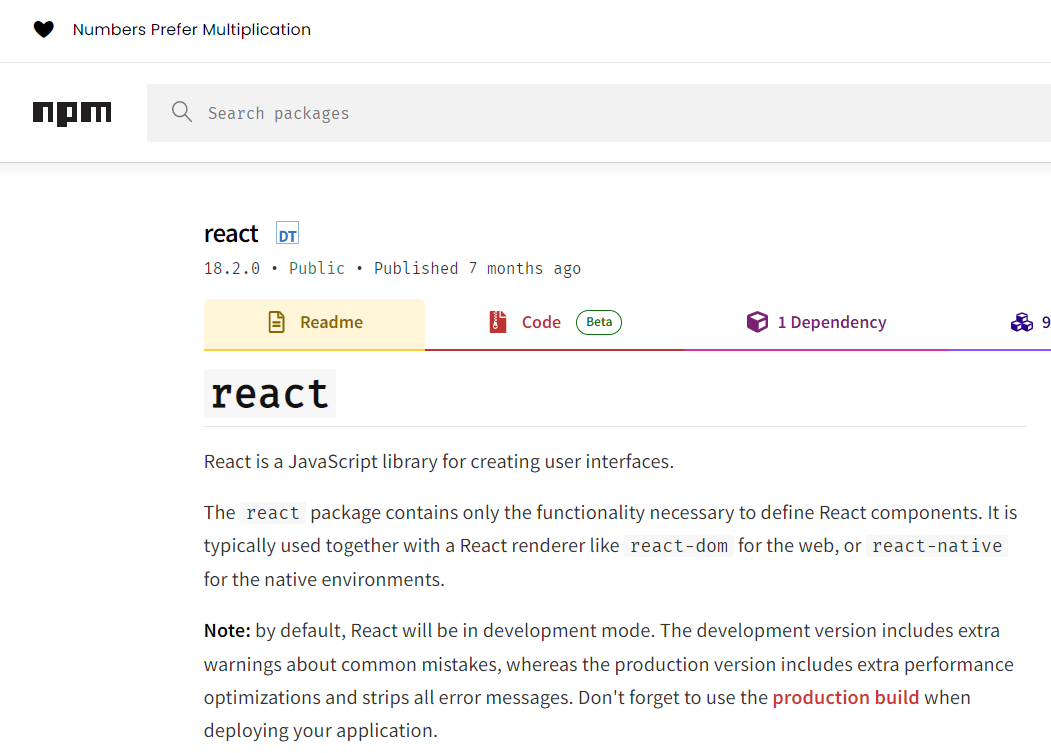 Numbers Prefer Multiplication
npm
Search packages
react DT
18.2.0 • Public • Published 7 months ago
Readme
Code Beta
1 Dependency
9
react
React is a JavaScript library for creating user interfaces.
The react package contains only the functionality necessary to define React components. It is
typically used together with a React renderer like react-dom for the web, or react-native
for the native environments.
Note: by default, React will be in development mode. The development version includes extra
warnings about common mistakes, whereas the production version includes extra performance
optimizations and strips all error messages. Don't forget to use the production build when
deploying your application.